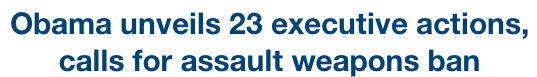 Obama unveils 23 executive actions,
calls for assault weapons ban